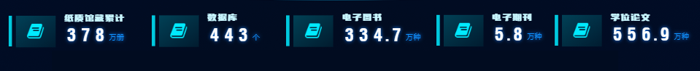 纸质馆藏累计
378万册
数据库
443个
电子图书
334.7万种
电子期刊
5.8万种
学位论文
556.9万种